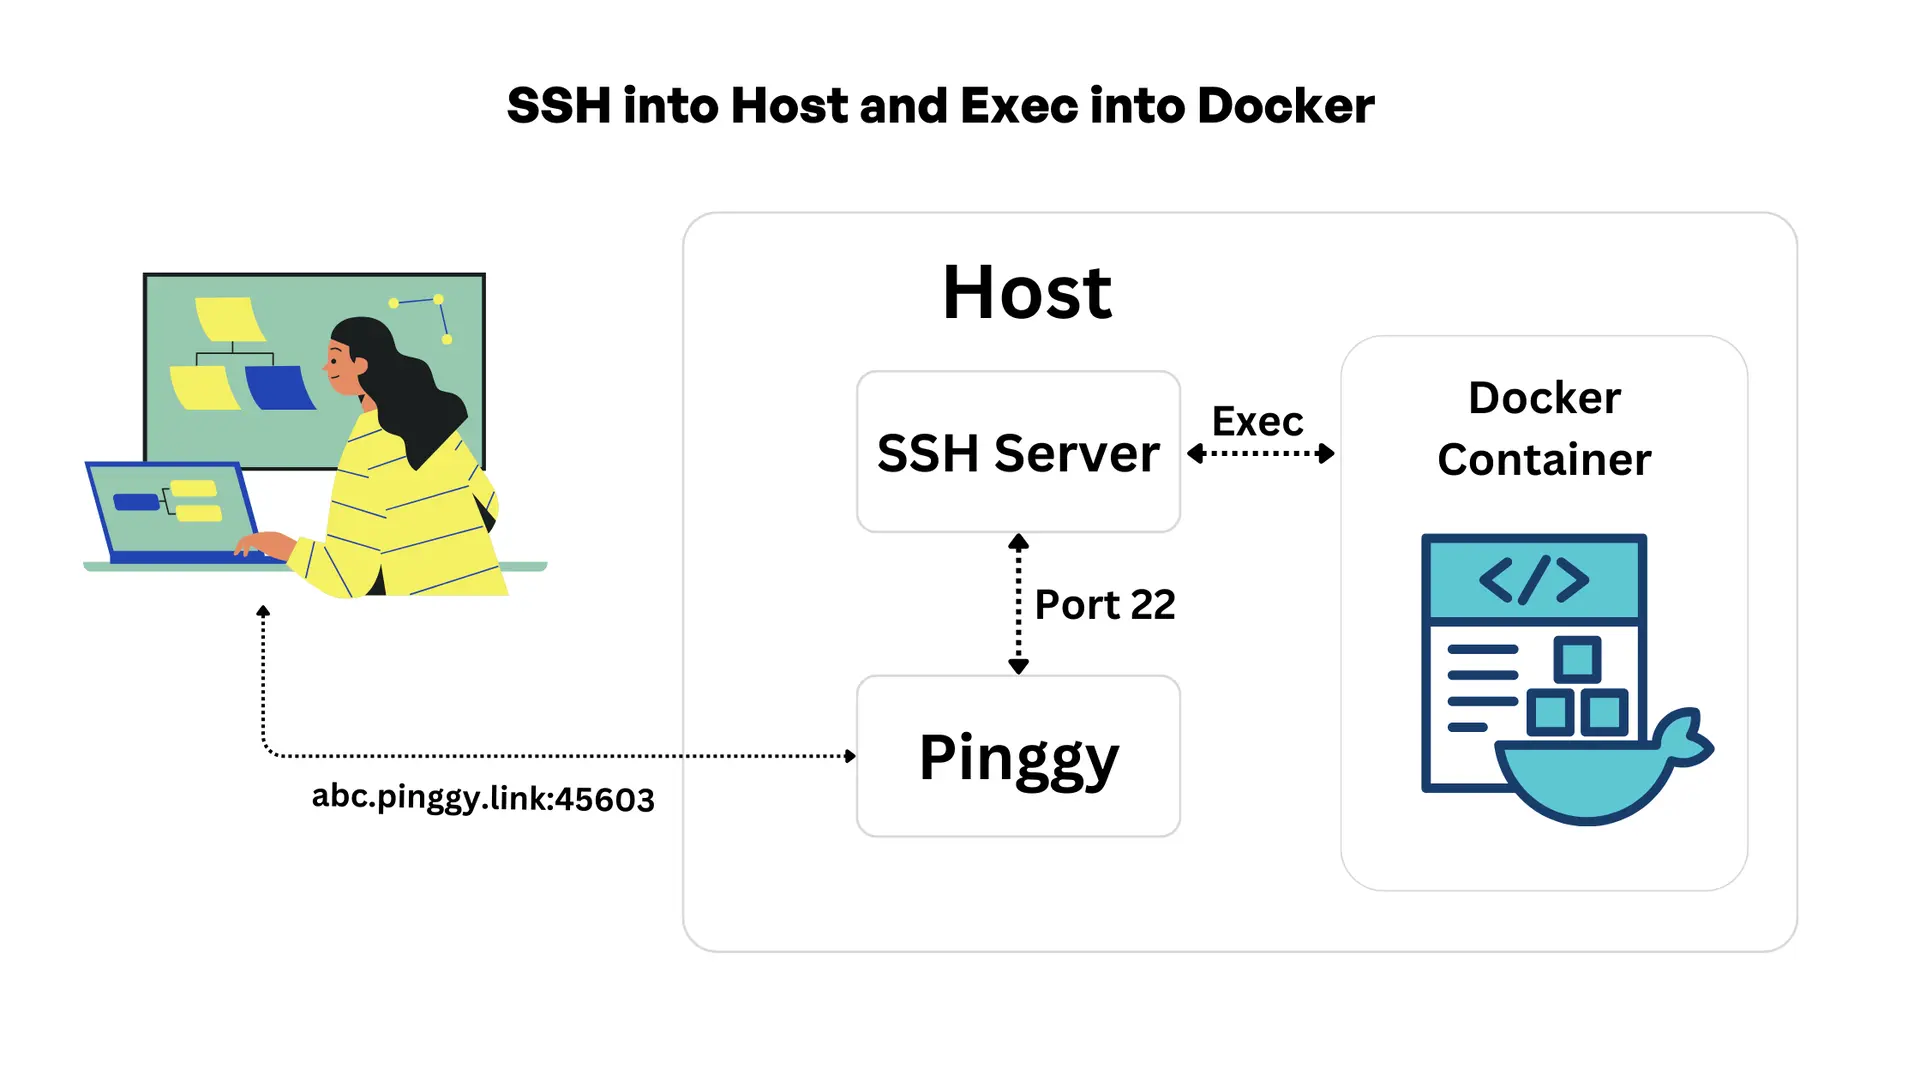 SSH into Host and Exec into Docker
Host
SSH Server
Exec
Docker
Container
</>
Port 22
Pinggy
abc.pinggy.link:45603